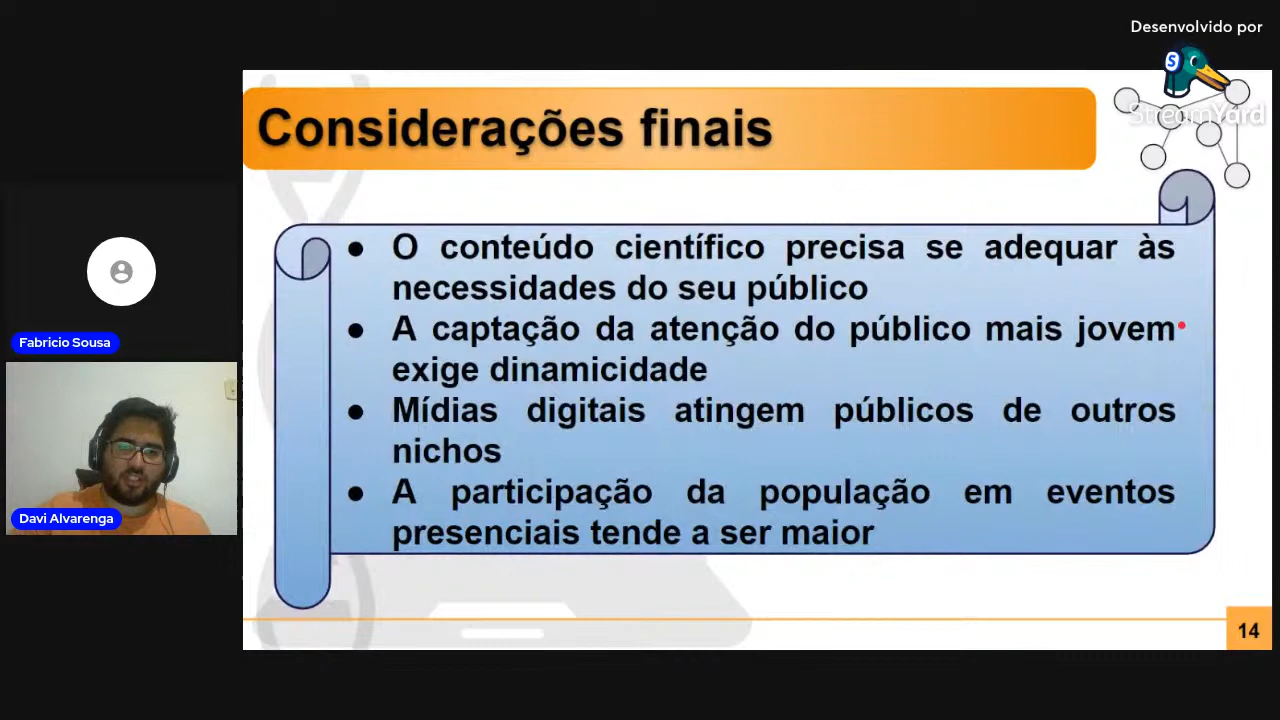 Desenvolvido por
StreamYard
Considerações finais
● O conteúdo científico precisa se adequar às
necessidades do seu público
● A captação da atenção do público mais jovem
exige dinamicidade
● Mídias digitais atingem públicos de outros
nichos
● A participação da população em eventos
presenciais tende a ser maior
Fabricio Sousa
Davi Alvarenga
14